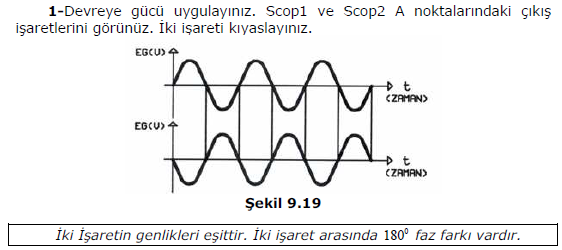 1-Devreye gücü uygulayınız. Scop1 ve Scop2 A noktalarındaki çıkış
işaretlerini görünüz. İki işareti kıyaslayınız.
EG(V)
t
(ZAMAN)
EG(V)
t
(ZAMAN)
Şekil 9.19
İki İşaretin genlikleri eşittir. İki işaret arasında 180⁰ faz farkı vardır.